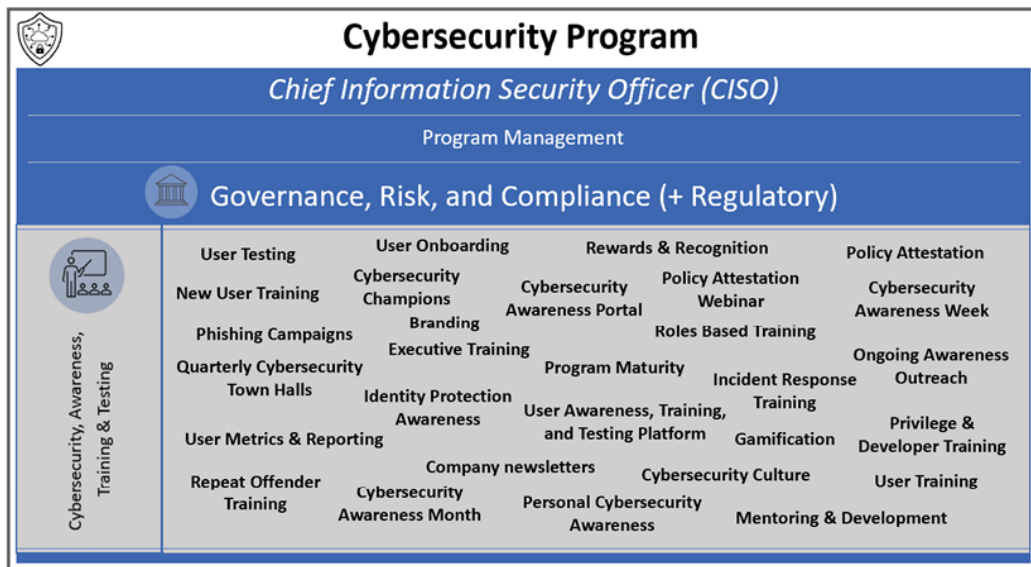 Cybersecurity Program
Chief Information Security Officer (CISO)
Program Management
Governance, Risk, and Compliance (+ Regulatory)
Cybersecurity, Awareness,
Training & Testing
User Testing
User Onboarding
Rewards & Recognition
Policy Attestation
New User Training
Cybersecurity
Champions
Cybersecurity
Awareness Portal
Policy Attestation
Webinar
Cybersecurity
Awareness Week
Branding
Phishing Campaigns
Roles Based Training
Executive Training
Quarterly Cybersecurity
Town Halls
Program Maturity
Ongoing Awareness
Outreach
Incident Response
Training
Identity Protection
Awareness
User Awareness, Training,
and Testing Platform
Privilege &
Developer Training
User Metrics & Reporting
Gamification
Company newsletters
Cybersecurity Culture
User Training
Repeat Offender
Training
Cybersecurity
Awareness Month
Personal Cybersecurity
Awareness
Mentoring & Development